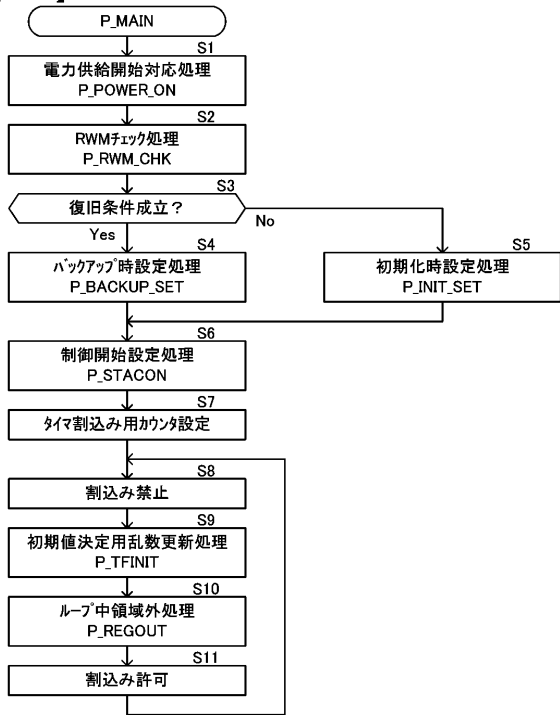 P_MAIN
S1
電力供給開始対応処理
P_POWER_ON
S2
RWMチェック処理
P_RWM_CHK
S3
復旧条件成立？
Yes
No
S4
バックアップ時設定処理
P_BACKUP_SET
S5
初期化時設定処理
P_INIT_SET
S6
制御開始設定処理
P_STACON
S7
タイマ割込み用カウンタ設定
S8
割込み禁止
S9
初期値決定用乱数更新処理
P_TFINIT
S10
ループ中領域外処理
P_REGOUT
S11
割込み許可